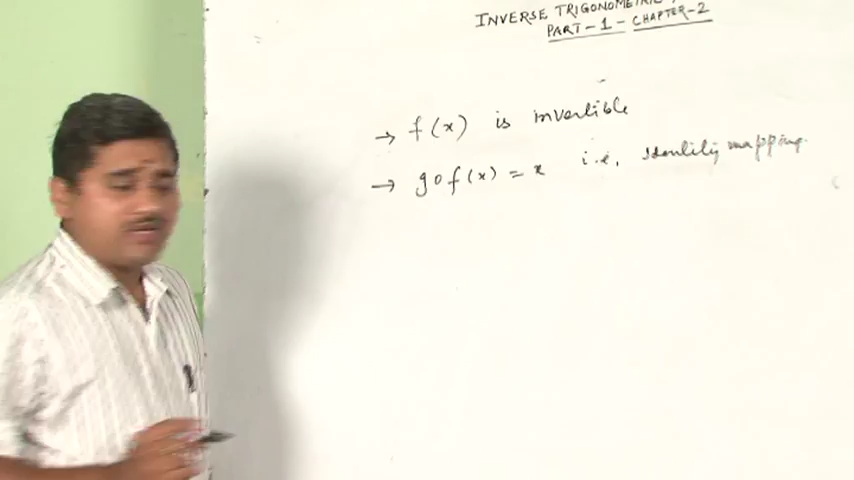 INVERSE TRIGONOMETRIC
PART-1-CHAPTER-2
→ f(x) is invertible
→ gof(x) = x i.e. Identity mapping.